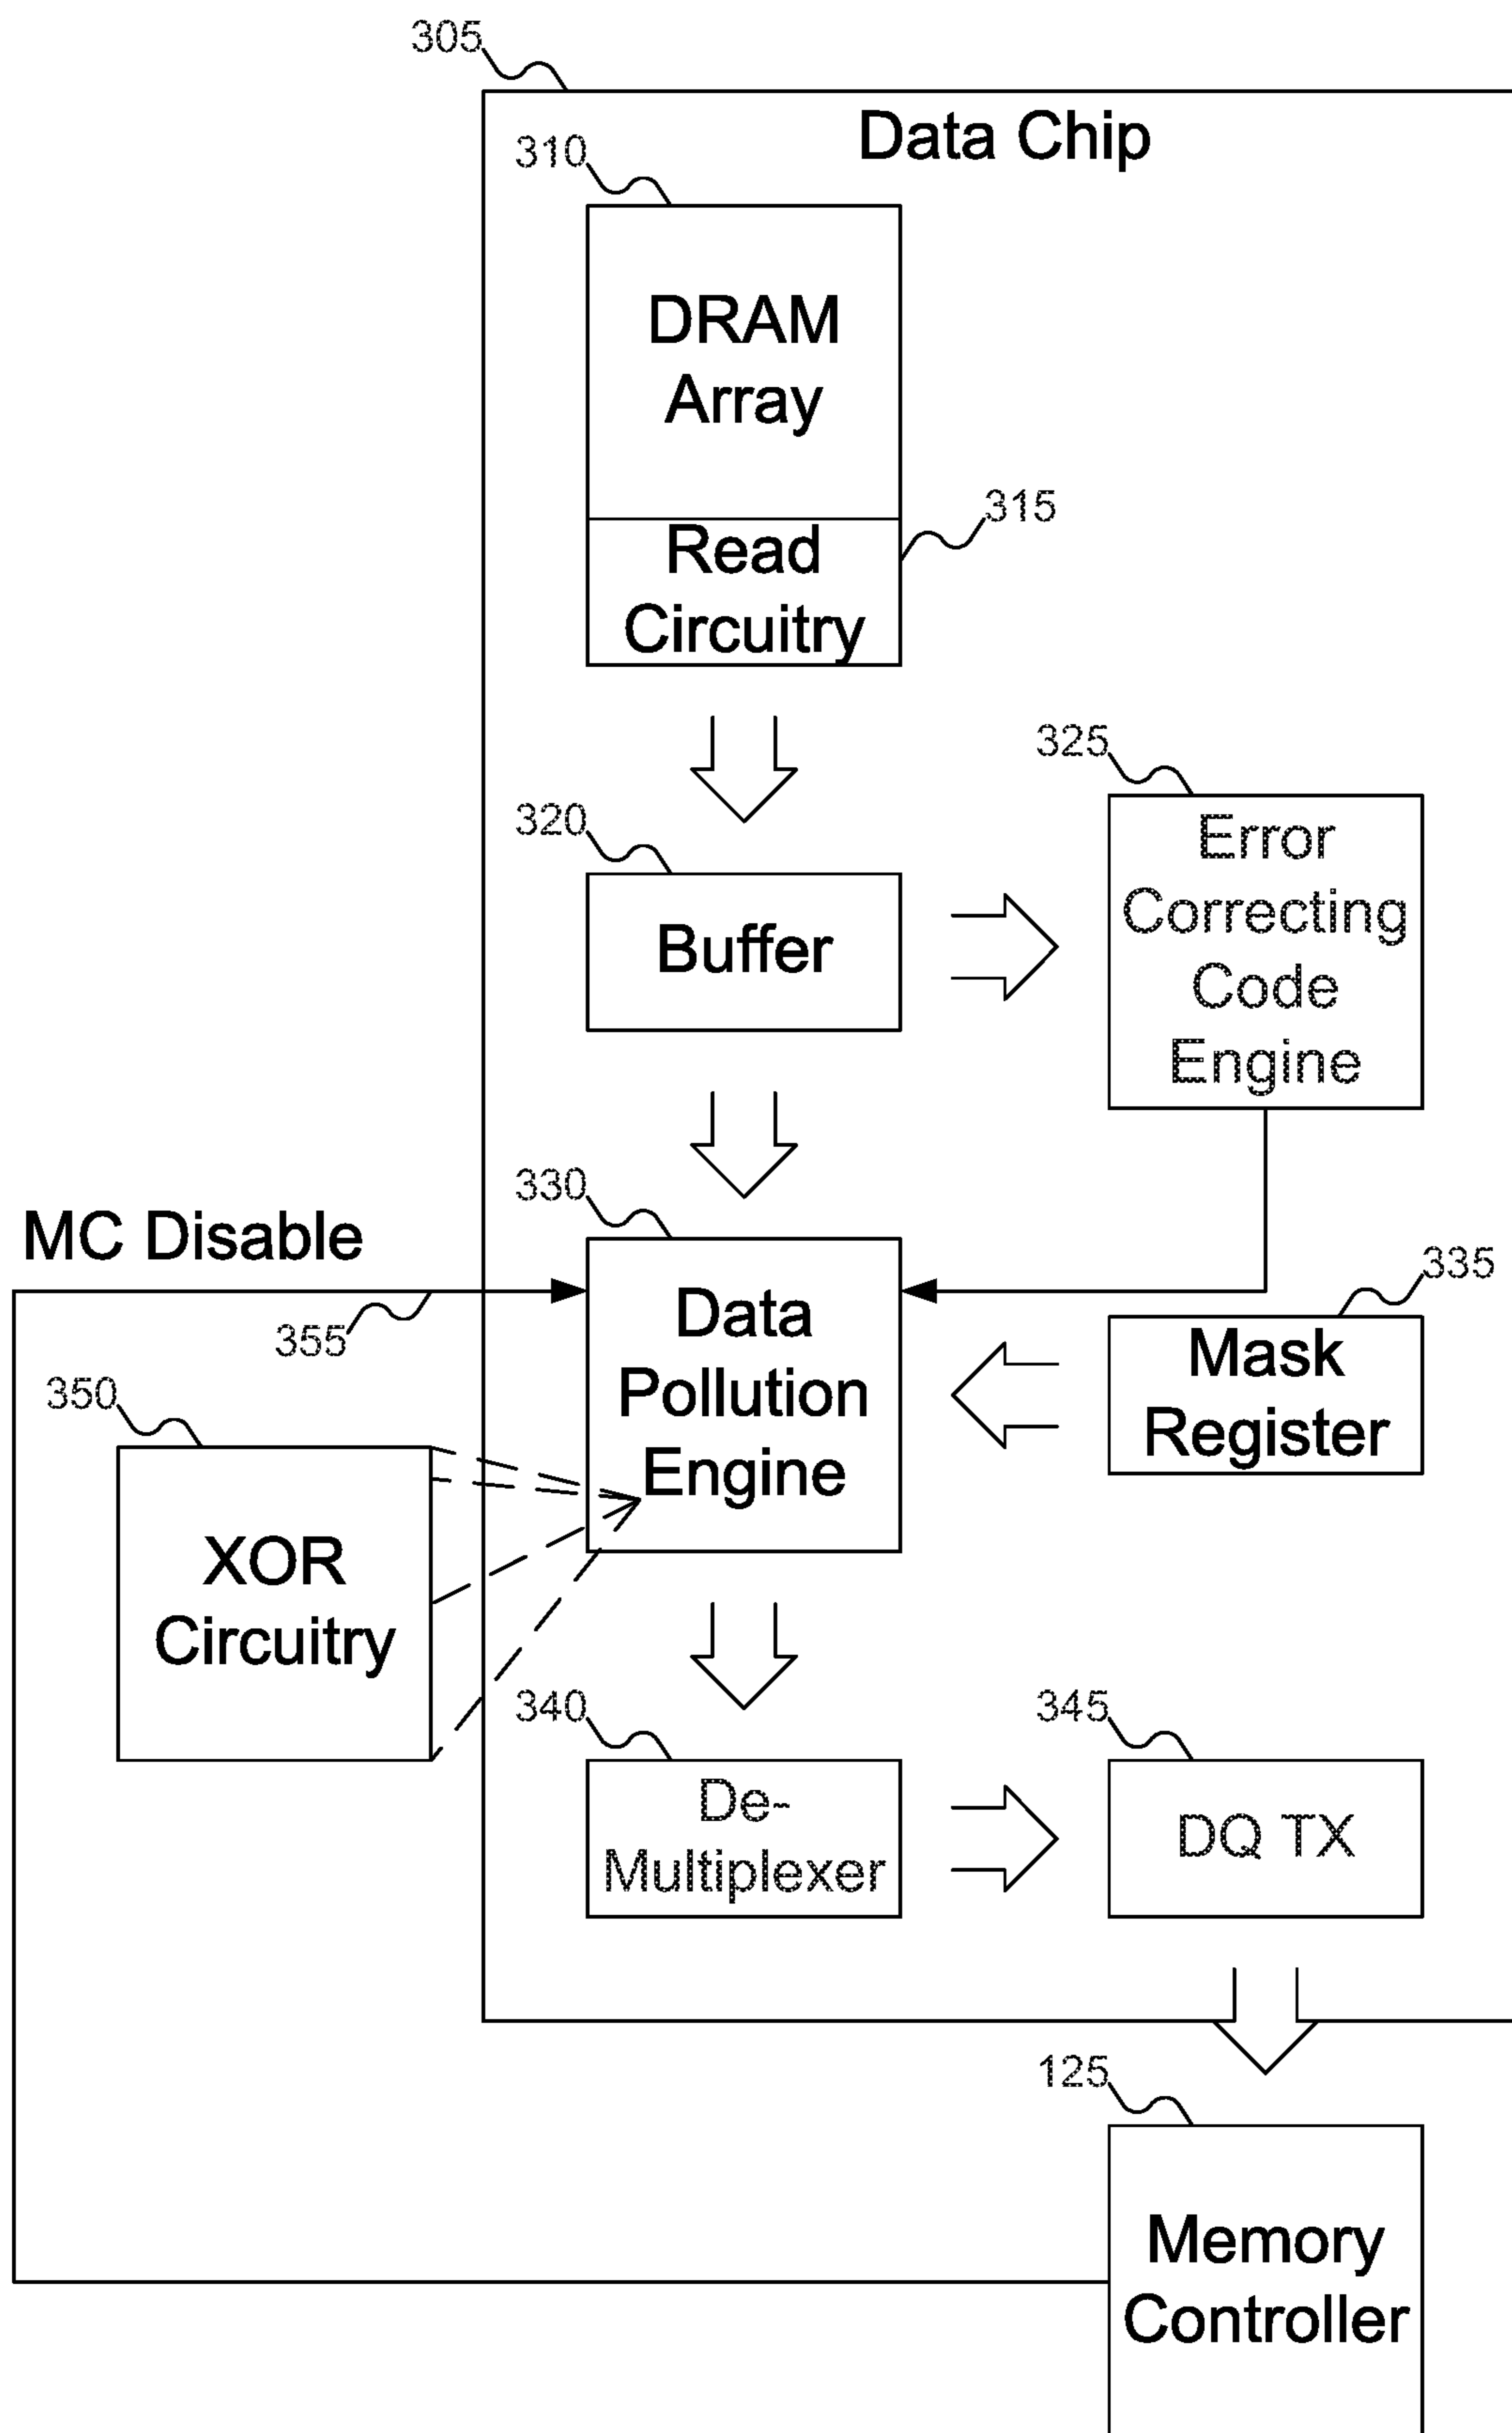 305
Data Chip
310
DRAM
Array
315
Read
Circuitry
325
320
Error
Correcting
Code
Engine
Buffer
330
MC Disable
335
355
Data
Pollution
Engine
Mask
Register
350
XOR
Circuitry
340
345
De-
Multiplexer
DQ TX
125
Memory
Controller